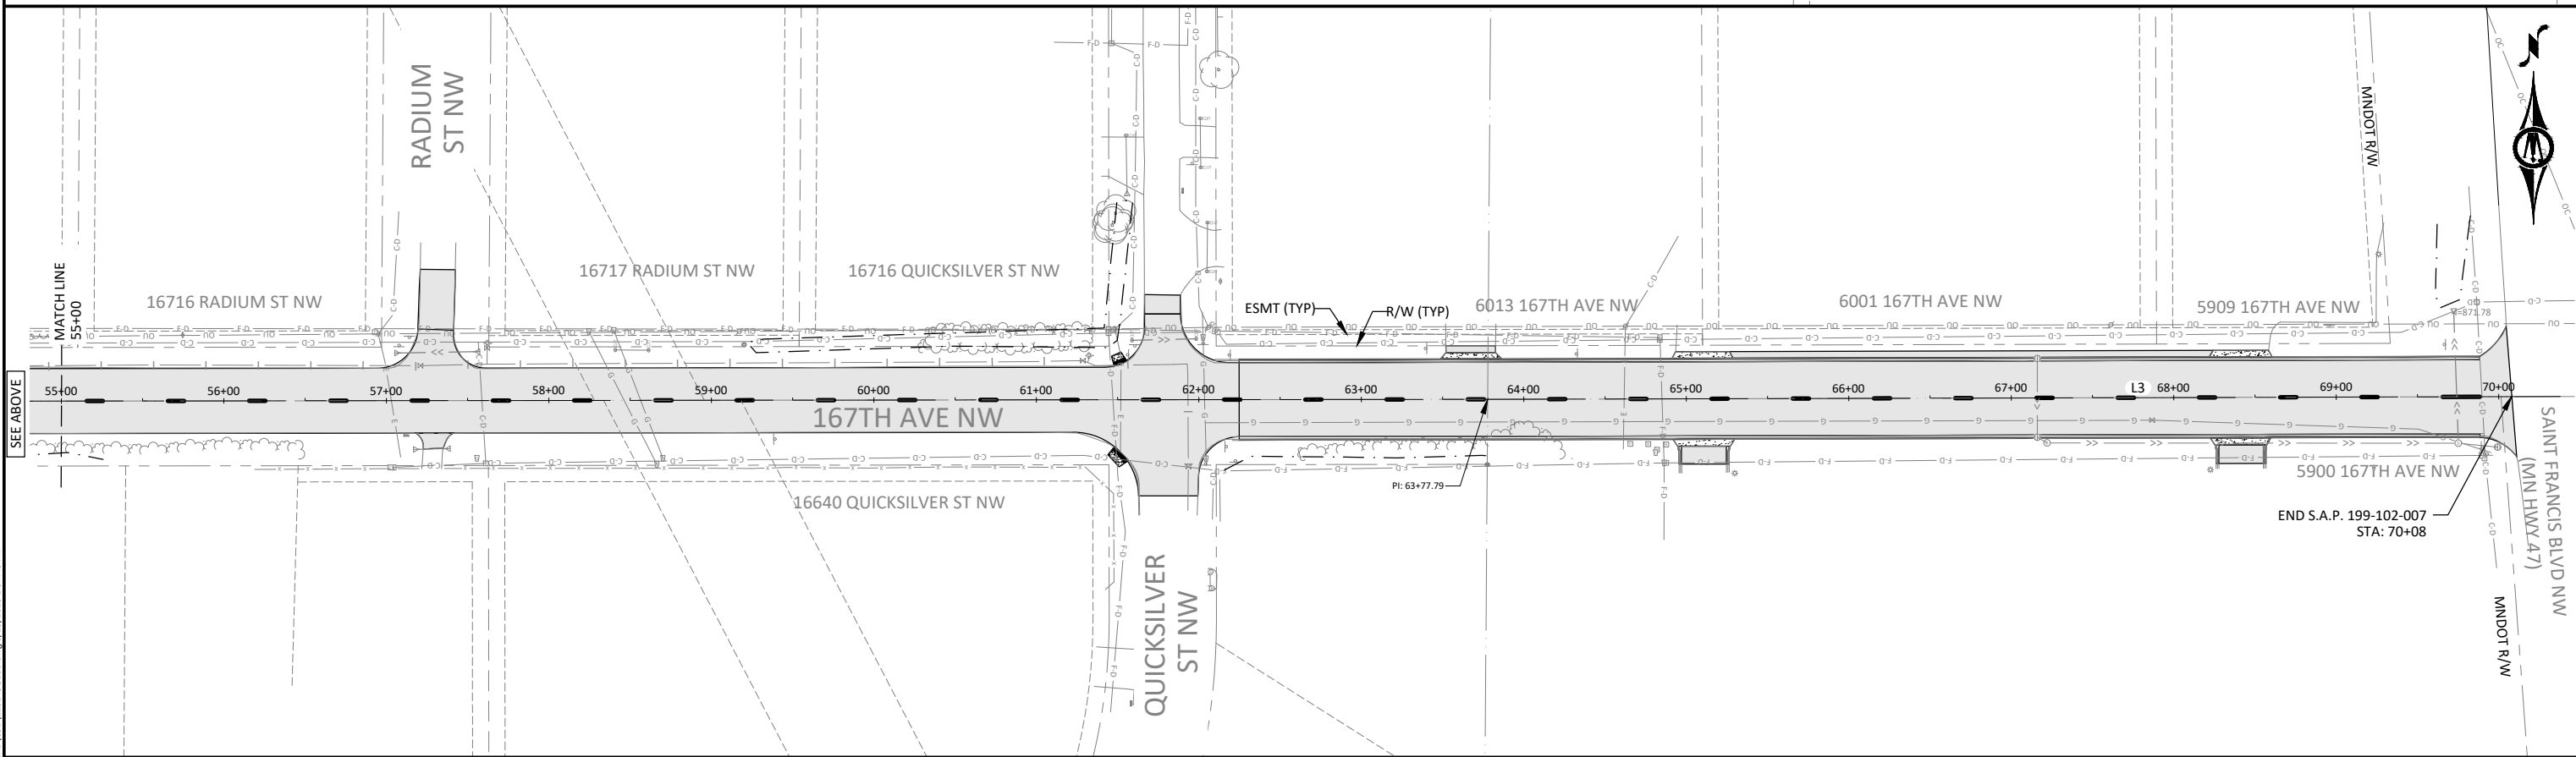 RADIUM
ST NW
MNDOT R/W
MATCH LINE
55+00
16716 RADIUM ST NW
16717 RADIUM ST NW
16716 QUICKSILVER ST NW
ESMT (TYP)
R/W (TYP)
6013 167TH AVE NW
6001 167TH AVE NW
5909 167TH AVE NW
SEE ABOVE
55+00
56+00
57+00
58+00
59+00
60+00
61+00
62+00
63+00
64+00
65+00
66+00
67+00
L3
68+00
69+00
70+00
167TH AVE NW
PI: 63+77.79
16640 QUICKSILVER ST NW
5900 167TH AVE NW
END S.A.P. 199-102-007
STA: 70+08
QUICKSILVER
ST NW
SAINT FRANCIS BLVD NW
(MN HWY 47)
MNDOT R/W